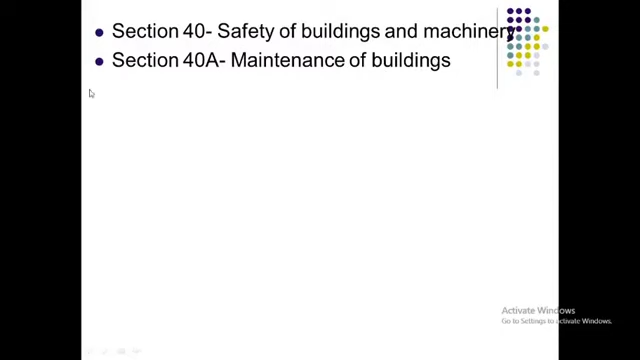 Section 40- Safety of buildings and machinery
Section 40A- Maintenance of buildings
Activate Windows
Go to Settings to activate Windows.